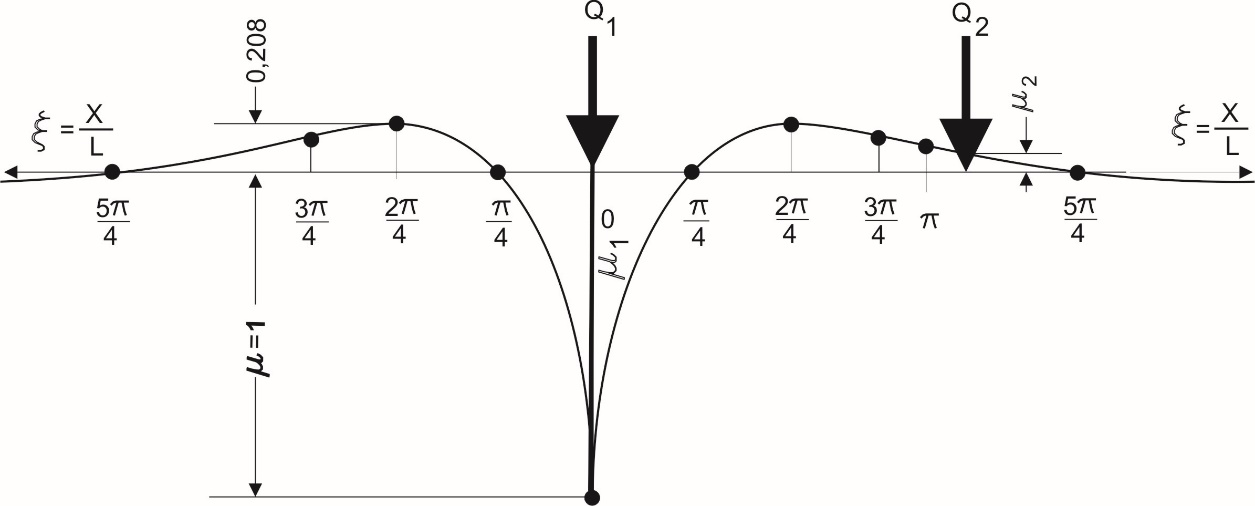 Q1
Q2
0,208
μ2
ξ = X/L
ξ = X/L
5π/4
3π/4
2π/4
π/4
0
π/4
2π/4
3π/4
π
5π/4
μ1
μ=1